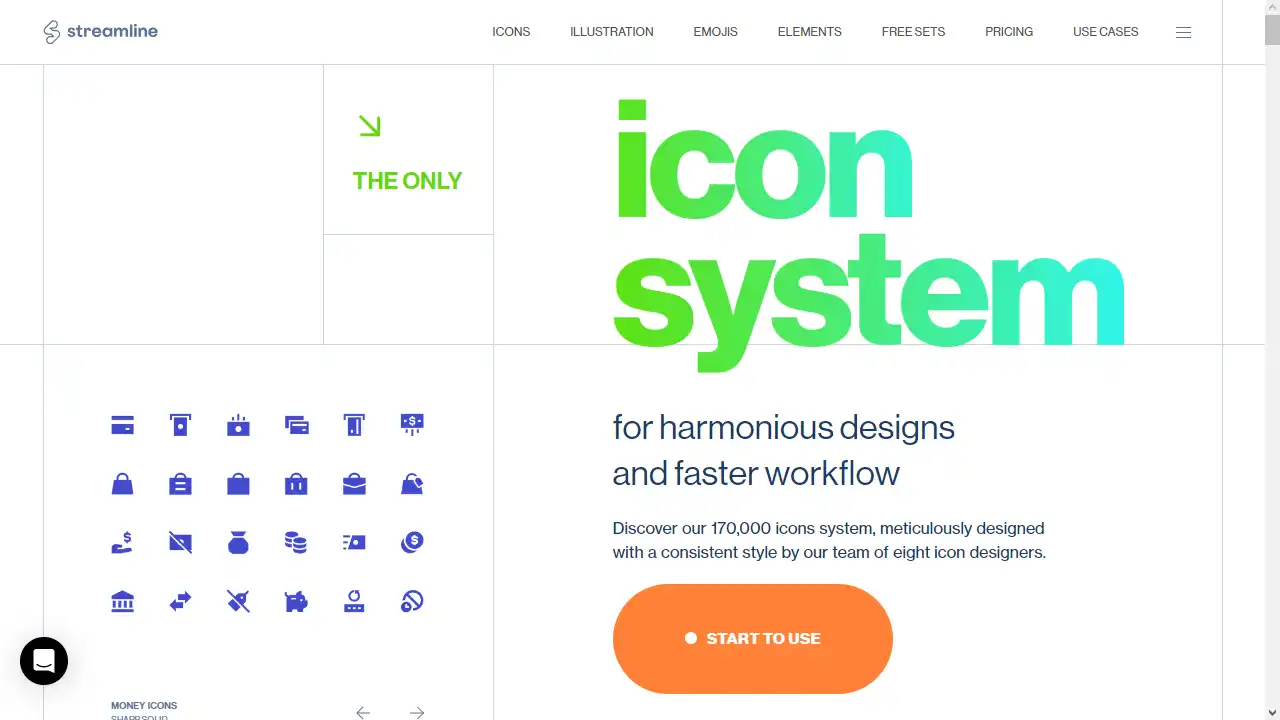 streamline
ICONS
ILLUSTRATION
EMOJIS
ELEMENTS
FREE SETS
PRICING
USE CASES
THE ONLY
icon
system
for harmonious designs
and faster workflow
Discover our 170,000 icons system, meticulously designed
with a consistent style by our team of eight icon designers.
START TO USE
MONEY ICONS
SHARP SOLID